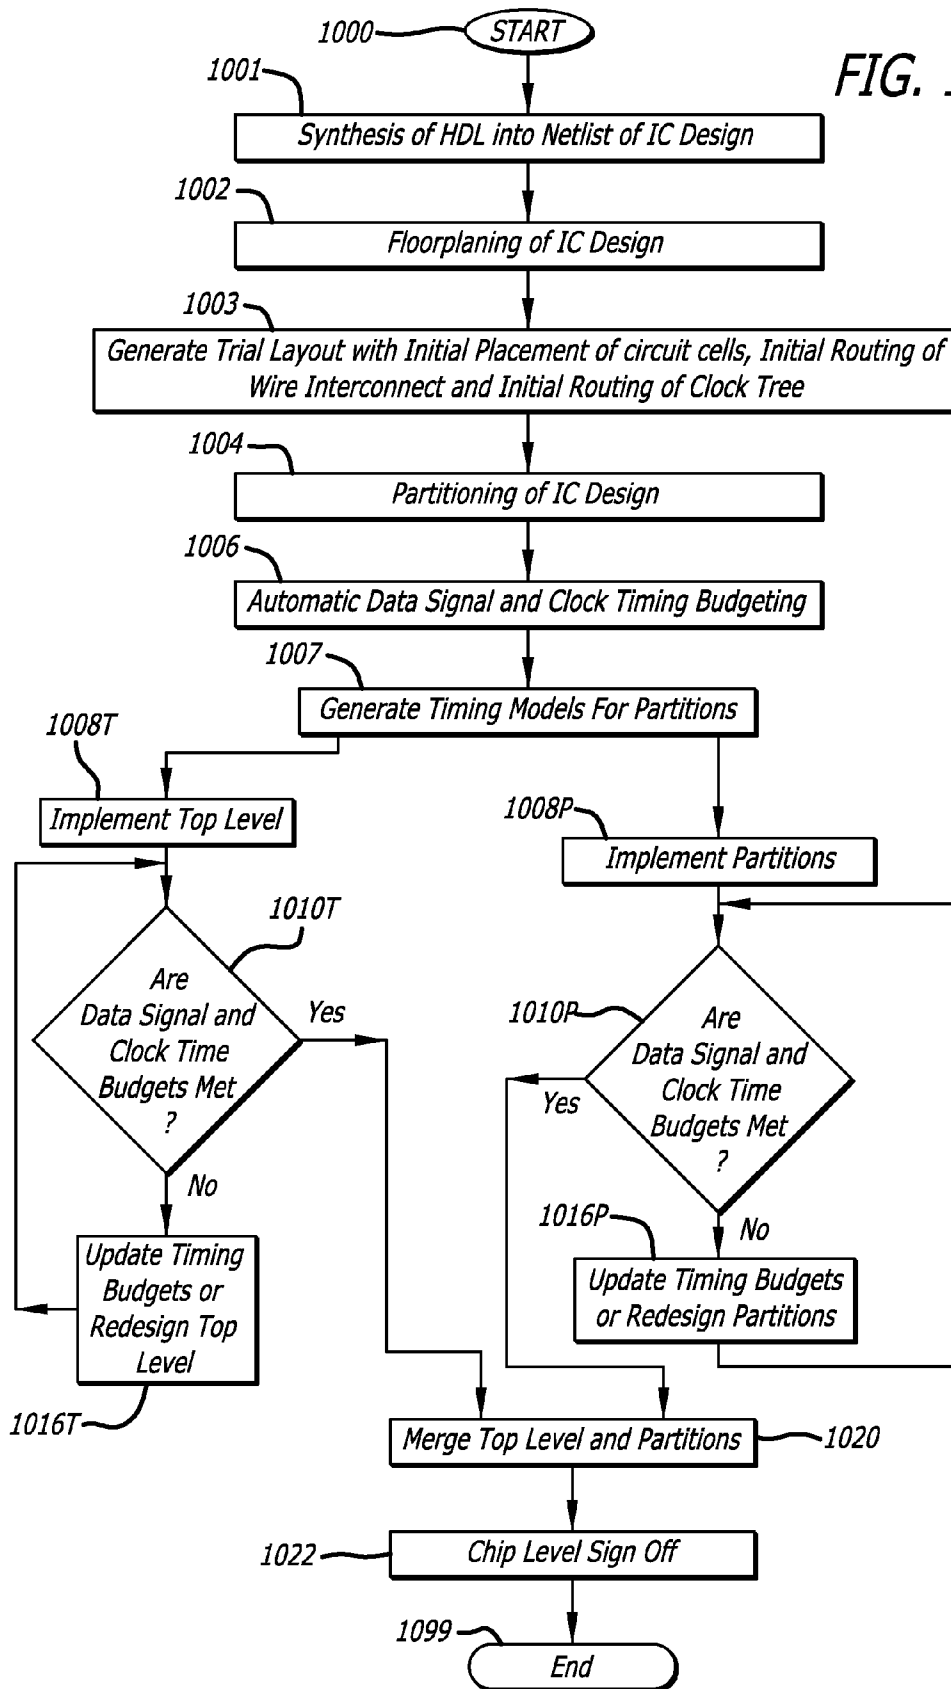 1000
START
FIG.
1001
Synthesis of HDL into Netlist of IC Design
1002
Floorplaning of IC Design
1003
Generate Trial Layout with Initial Placement of circuit cells, Initial Routing of
Wire Interconnect and Initial Routing of Clock Tree
1004
Partitioning of IC Design
1006
Automatic Data Signal and Clock Timing Budgeting
1007
Generate Timing Models For Partitions
1008T
Implement Top Level
1008P
Implement Partitions
1010T
Are
Data Signal and
Clock Time
Budgets Met
?
Yes
No
1010P
Are
Data Signal and
Clock Time
Budgets Met
?
Yes
No
Update Timing
Budgets or
Redesign Top
Level
1016T
1016P
Update Timing Budgets
or Redesign Partitions
Merge Top Level and Partitions
1020
1022
Chip Level Sign Off
1099
End